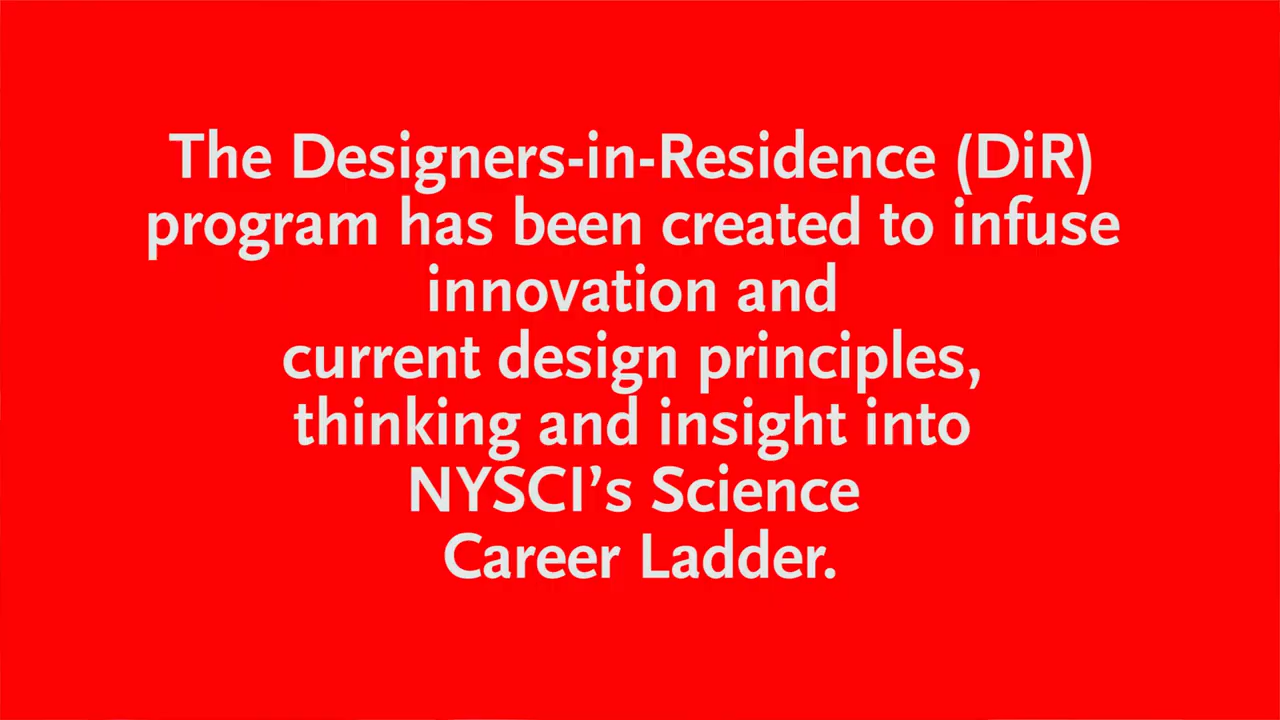 The Designers-in-Residence (DiR)
program has been created to infuse
innovation and
current design principles,
thinking and insight into
NYSCI’s Science
Career Ladder.